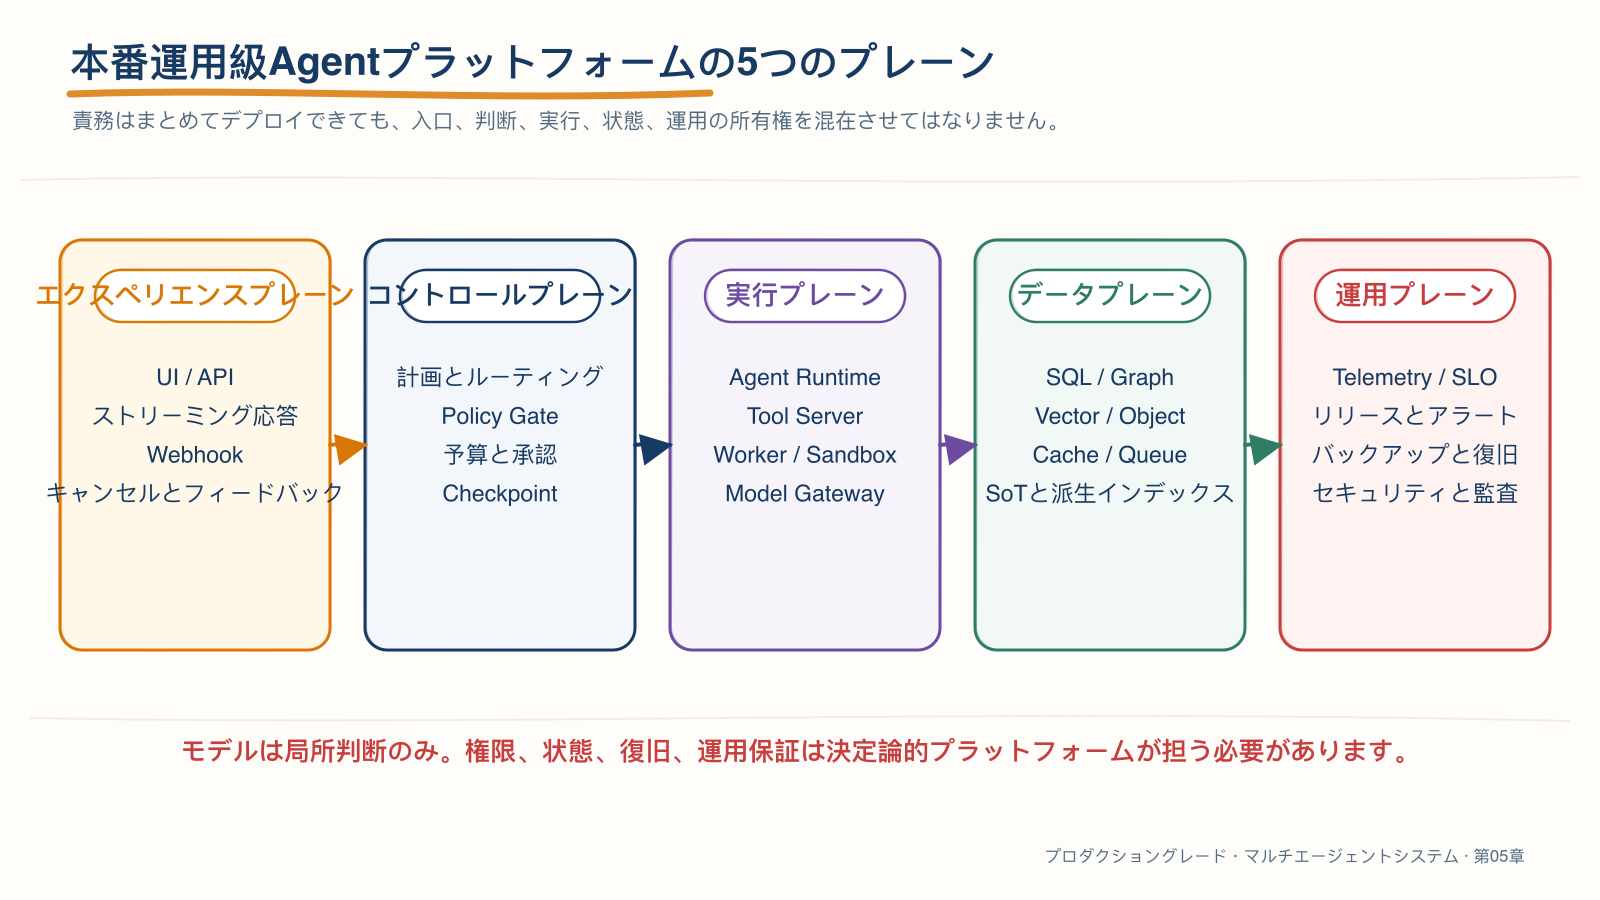 本番運用級Agentプラットフォームの5つのプレーン
責務はまとめてデプロイできても、入口、判断、実行、状態、運用の所有権を混在させてはなりません。
エクスペリエンスプレーン
UI / API
ストリーミング応答
Webhook
キャンセルとフィードバック
コントロールプレーン
計画とルーティング
Policy Gate
予算と承認
Checkpoint
実行プレーン
Agent Runtime
Tool Server
Worker / Sandbox
Model Gateway
データプレーン
SQL / Graph
Vector / Object
Cache / Queue
SoTと派生インデックス
運用プレーン
Telemetry / SLO
リリースとアラート
バックアップと復旧
セキュリティと監査
モデルは局所判断のみ。権限、状態、復旧、運用保証は決定論的プラットフォームが担う必要があります。
プロダクショングレード · マルチエージェントシステム · 第05章